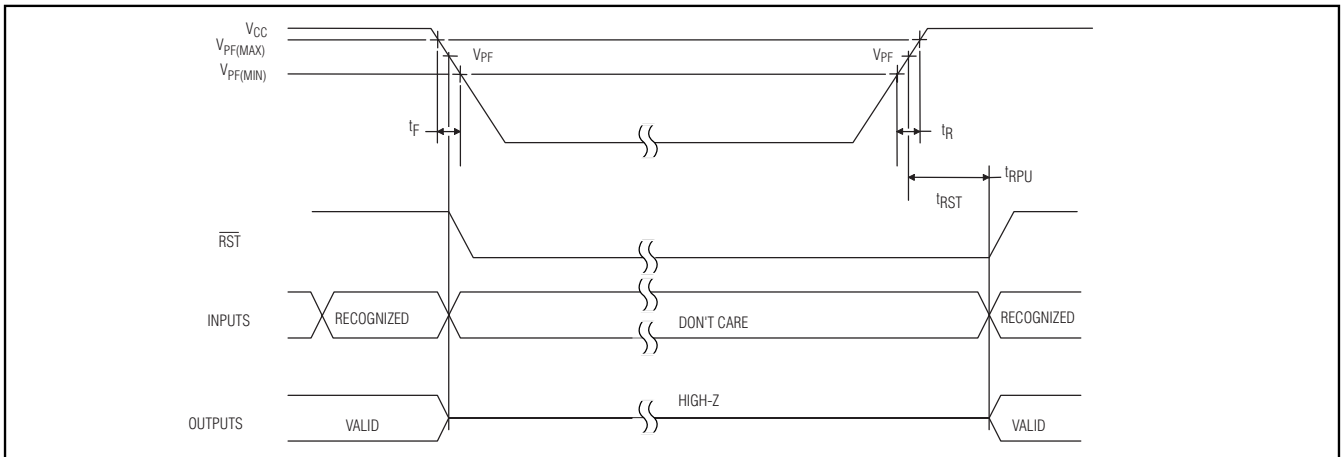 VCC
VPF(MAX)
VPF VPF
VPF(MIN)
tF tR
tRPU
tRST
RST
INPUTS RECOGNIZED DON'T CARE RECOGNIZED
HIGH-Z
OUTPUTS VALID VALID